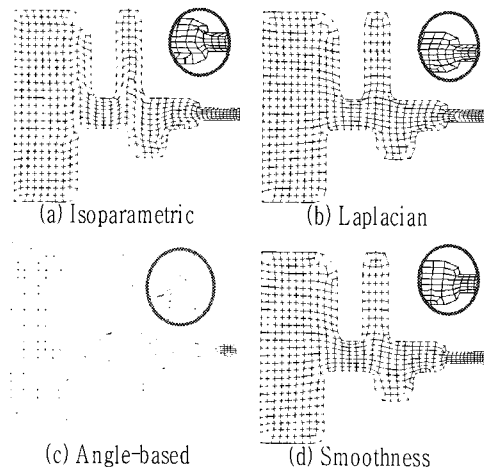 (a) Isoparametric
(b) Laplacian
(c) Angle-based
(d) Smoothness